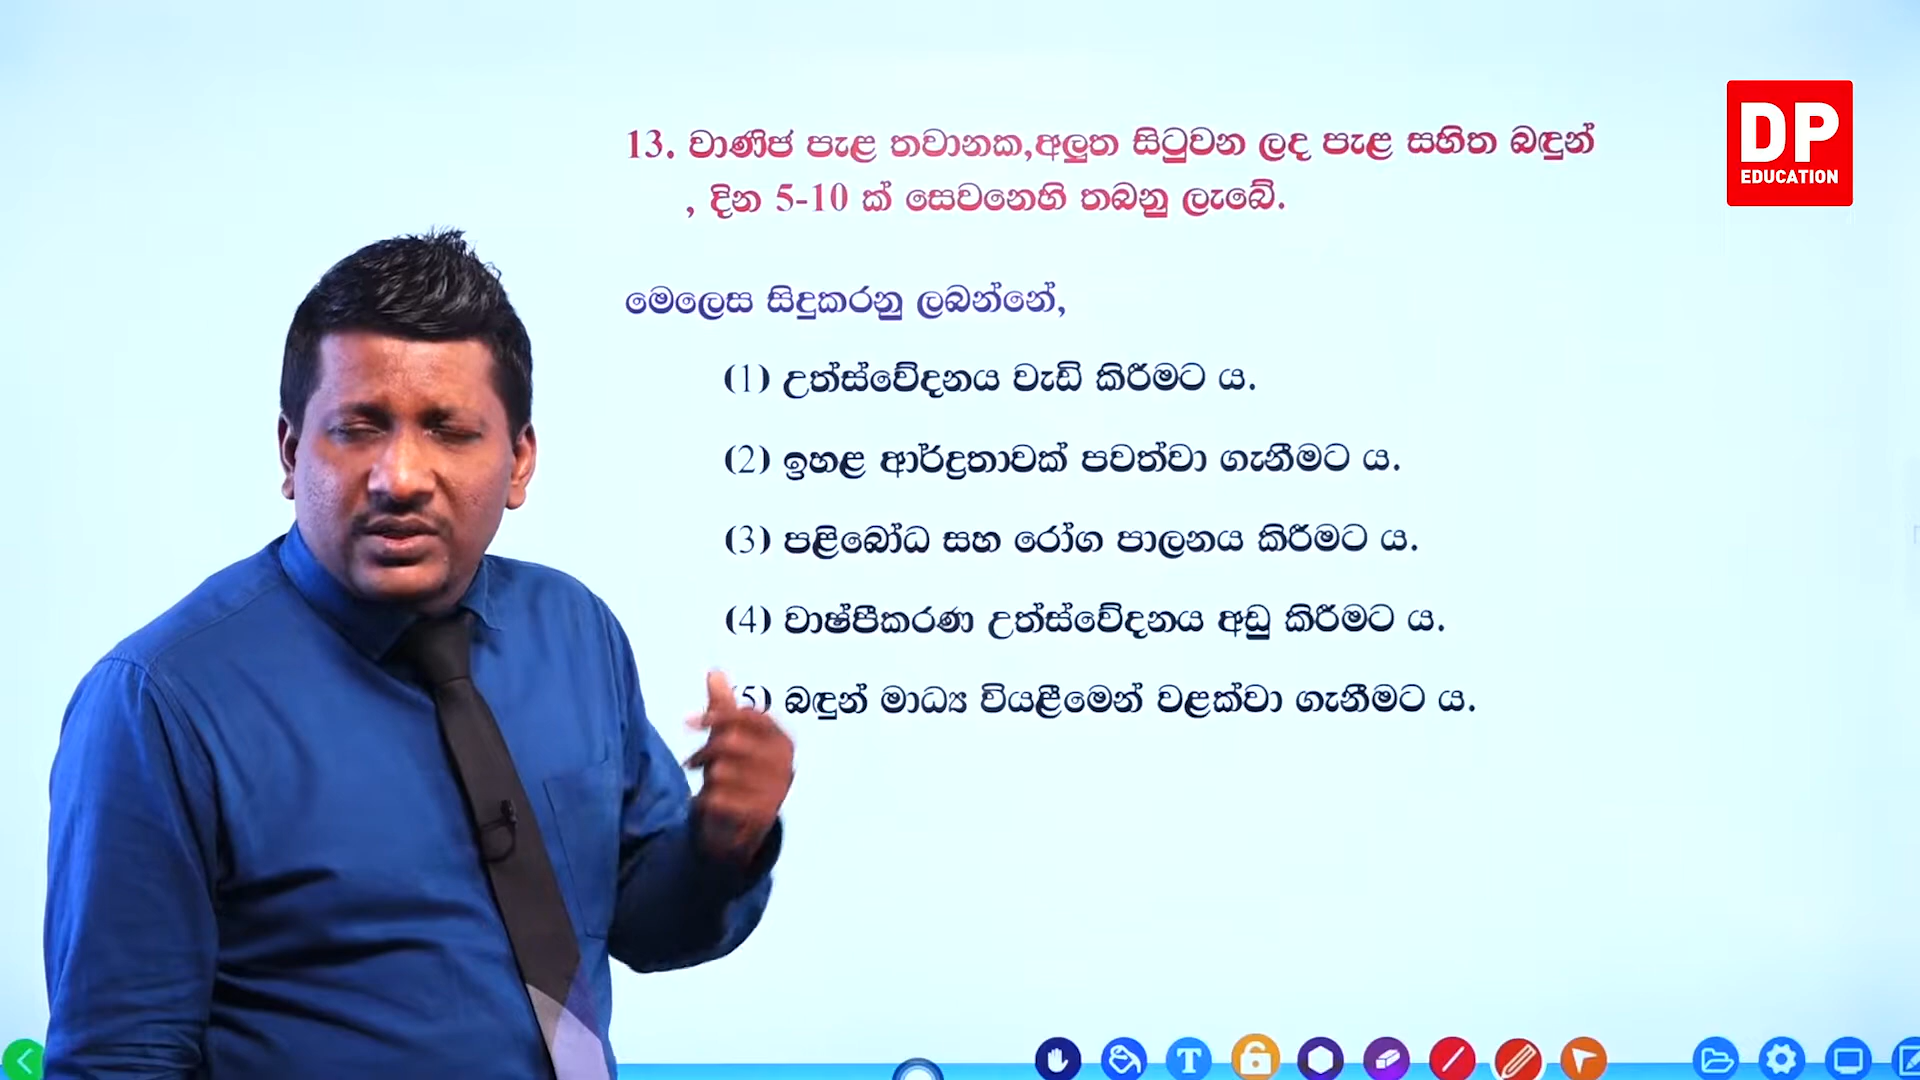 13. වාණිජ පැළ තවානක,අලුත සිටුවන ලද පැළ සහිත බඳුන්
, දින 5-10 ක් සෙවනෙහි තබනු ලැබේ.
මෙලෙස සිදුකරනු ලබන්නේ,
(1) උත්ස්වේදනය වැඩි කිරීමට ය.
(2) ඉහළ ආර්ද්‍රතාවක් පවත්වා ගැනීමට ය.
(3) පළිබෝධ සහ රෝග පාලනය කිරීමට ය.
(4) වාෂ්පීකරණ උත්ස්වේදනය අඩු කිරීමට ය.
5) බඳුන් මාධ්‍ය වියළීමෙන් වළක්වා ගැනීමට ය.
DP
EDUCATION
T